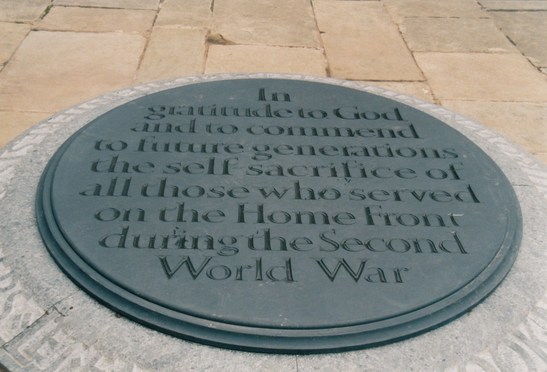 In
gratitude to God
and to commend
to future generations
the self sacrifice of
all those who served
on the Home Front
during the Second
World War